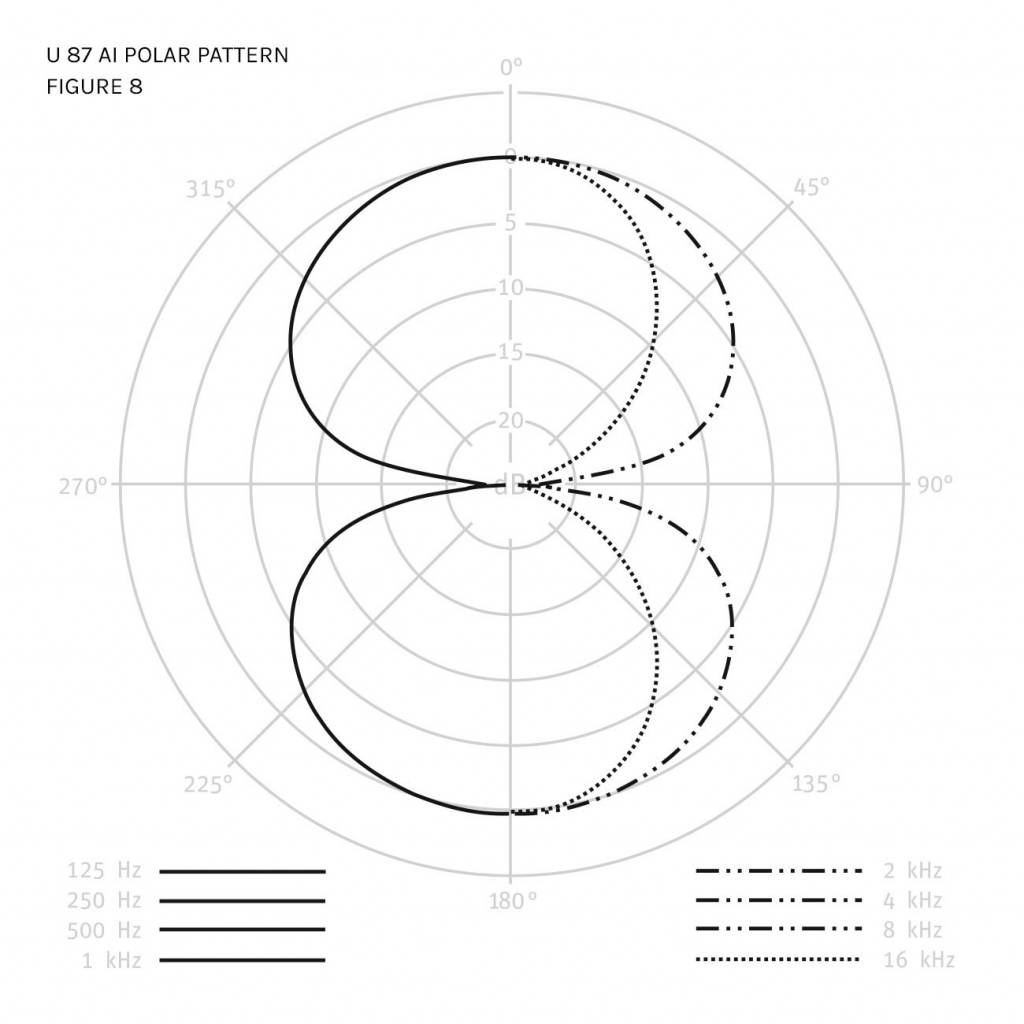 U 87 AI POLAR PATTERN
FIGURE 8
0°
0
315°
45°
5
10
15
20
270°
dB
90°
225°
135°
180°
125 Hz
250 Hz
500 Hz
1 kHz
2 kHz
4 kHz
8 kHz
16 kHz